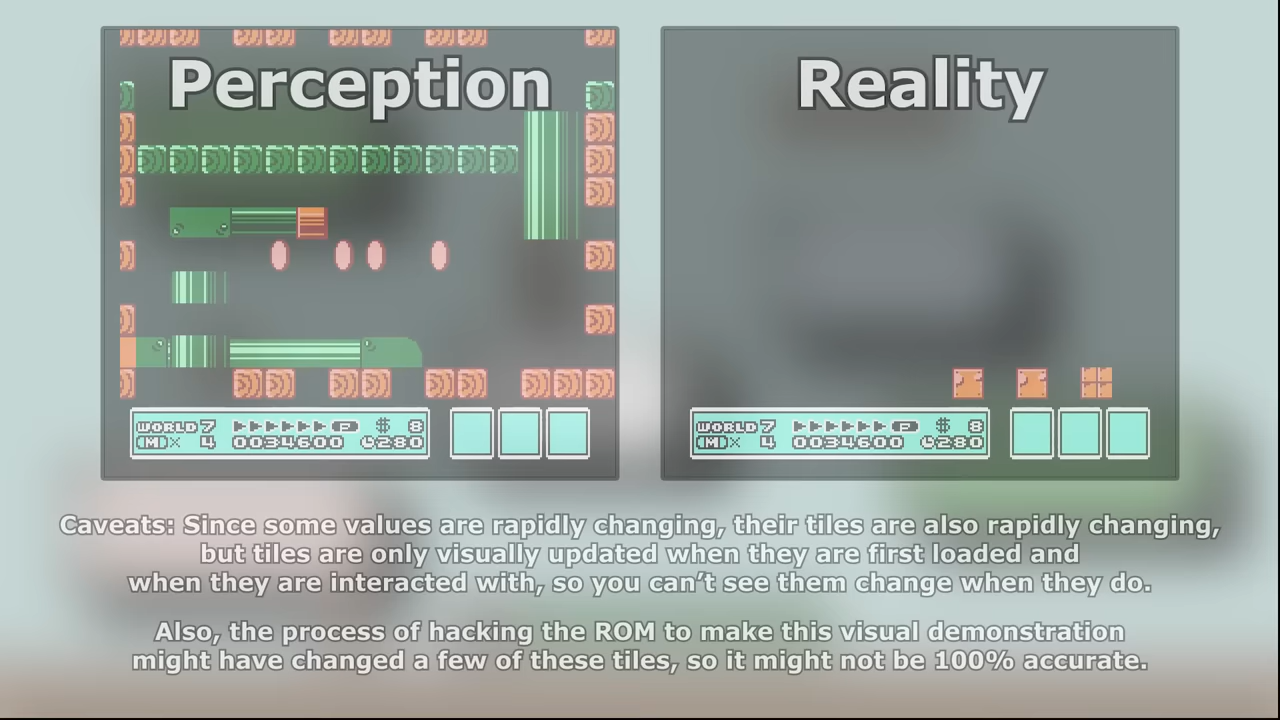 Perception
Reality
WORLD 7 ▶▶▶▶▶▶ P $ 8
M × 4 0034600 280
WORLD 7 ▶▶▶▶▶▶ P $ 8
M × 4 0034600 280
Caveats: Since some values are rapidly changing, their tiles are also rapidly changing,
but tiles are only visually updated when they are first loaded and
when they are interacted with, so you can’t see them change when they do.
Also, the process of hacking the ROM to make this visual demonstration
might have changed a few of these tiles, so it might not be 100% accurate.